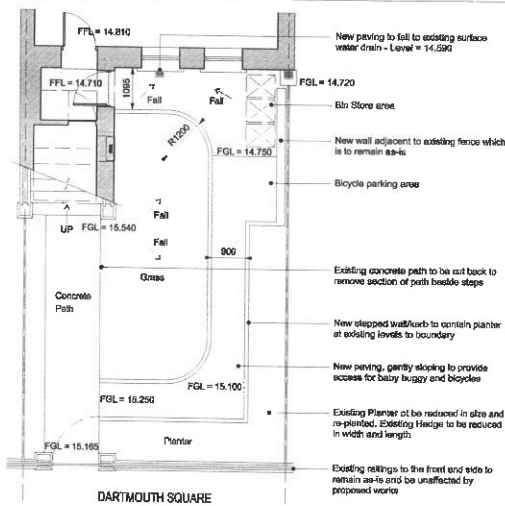 FFL = 14.810
New paving to fall to existing surface
water drain - Level = 14.590
FFL = 14.710
1095
Fall
Fall
FGL = 14.720
Bin Store area
R1200
New wall adjacent to existing fence which
is to remain as-is
FGL = 14.750
Bicycle parking area
UP
FGL = 15.540
Fall
Fall
900
Grass
Concrete
Path
Existing concrete path to be cut back to
remove section of path beside steps
New stepped wall/kerb to contain planter
at existing levels to boundary
New paving, gently sloping to provide
access for baby buggy and bicycles
FGL = 15.100
FGL = 15.250
Existing Planter ot be reduced in size and
re-planted. Existing Hedge to be reduced
in width and length
Planter
FGL = 15.165
Existing railings to the front and side to
remain as-is and be unaffected by
proposed works
DARTMOUTH SQUARE